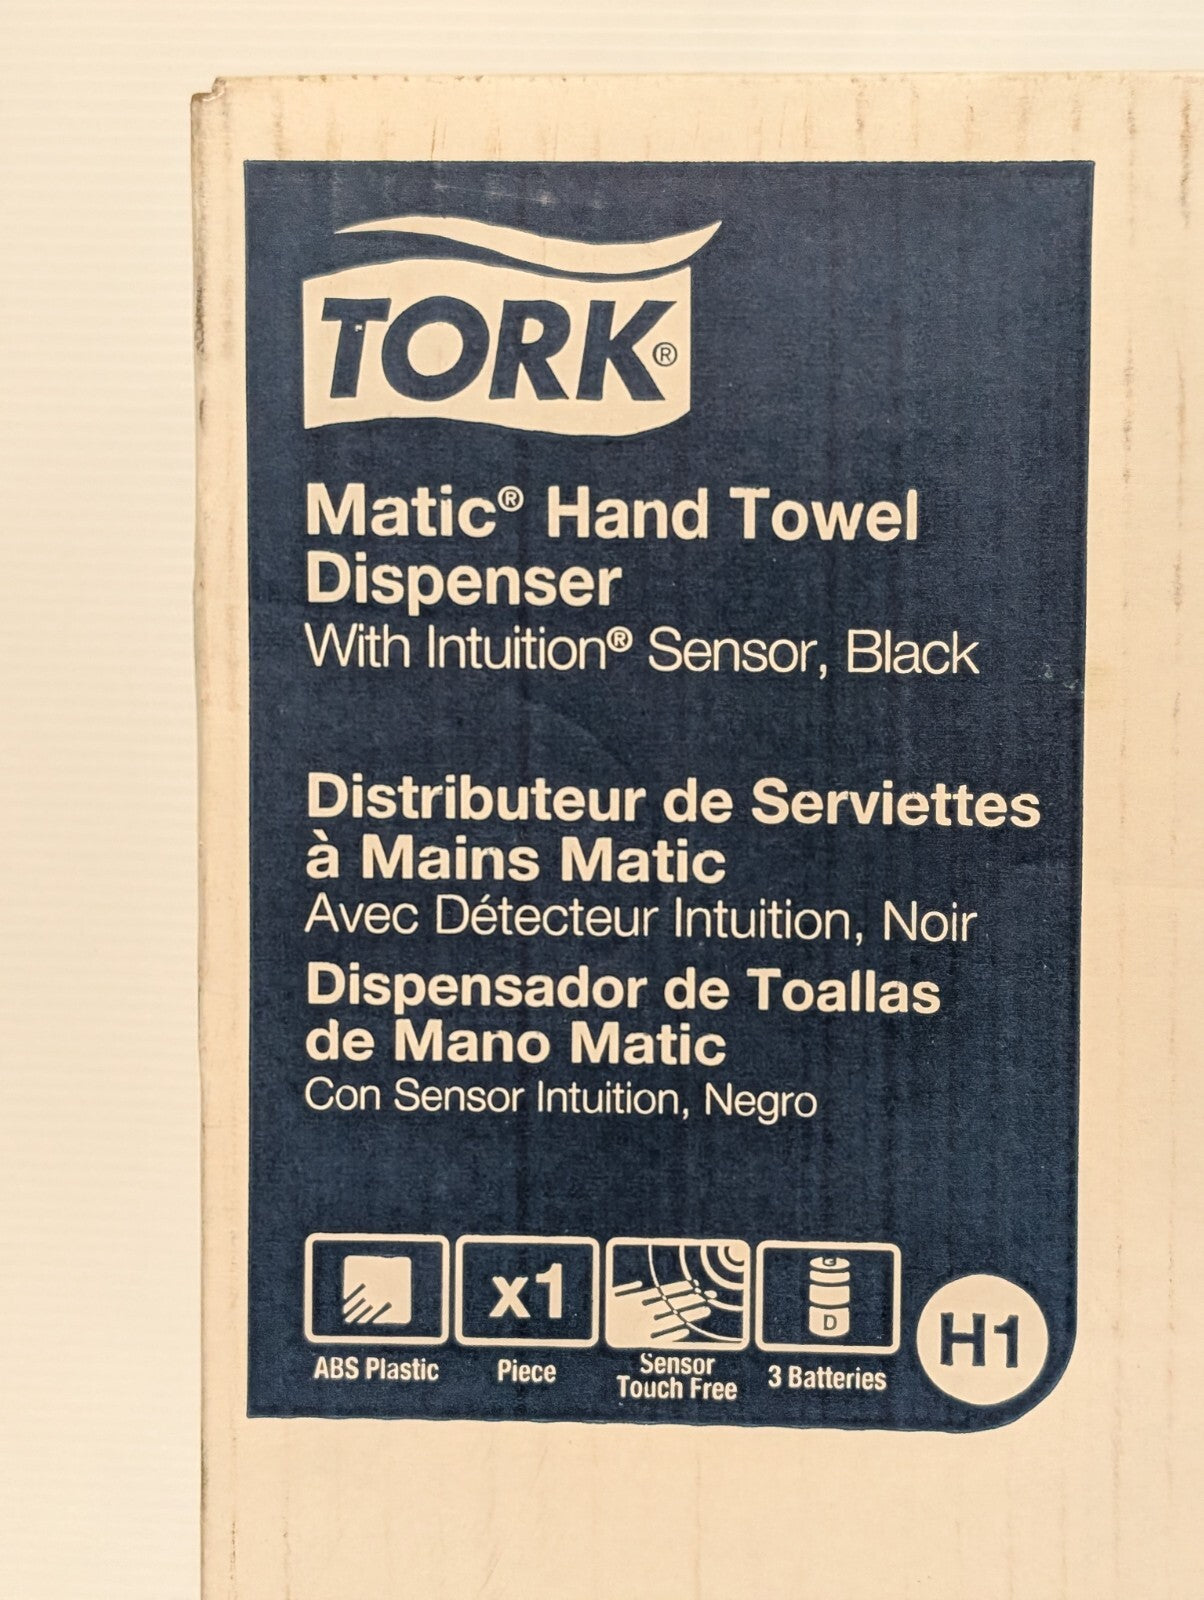 TORK®
Matic® Hand Towel
Dispenser
With Intuition® Sensor, Black
Distributeur de Serviettes
à Mains Matic
Avec Détecteur Intuition, Noir
Dispensador de Toallas
de Mano Matic
Con Sensor Intuition, Negro
x1
D
H1
ABS Plastic
Piece
Sensor
Touch Free
3 Batteries